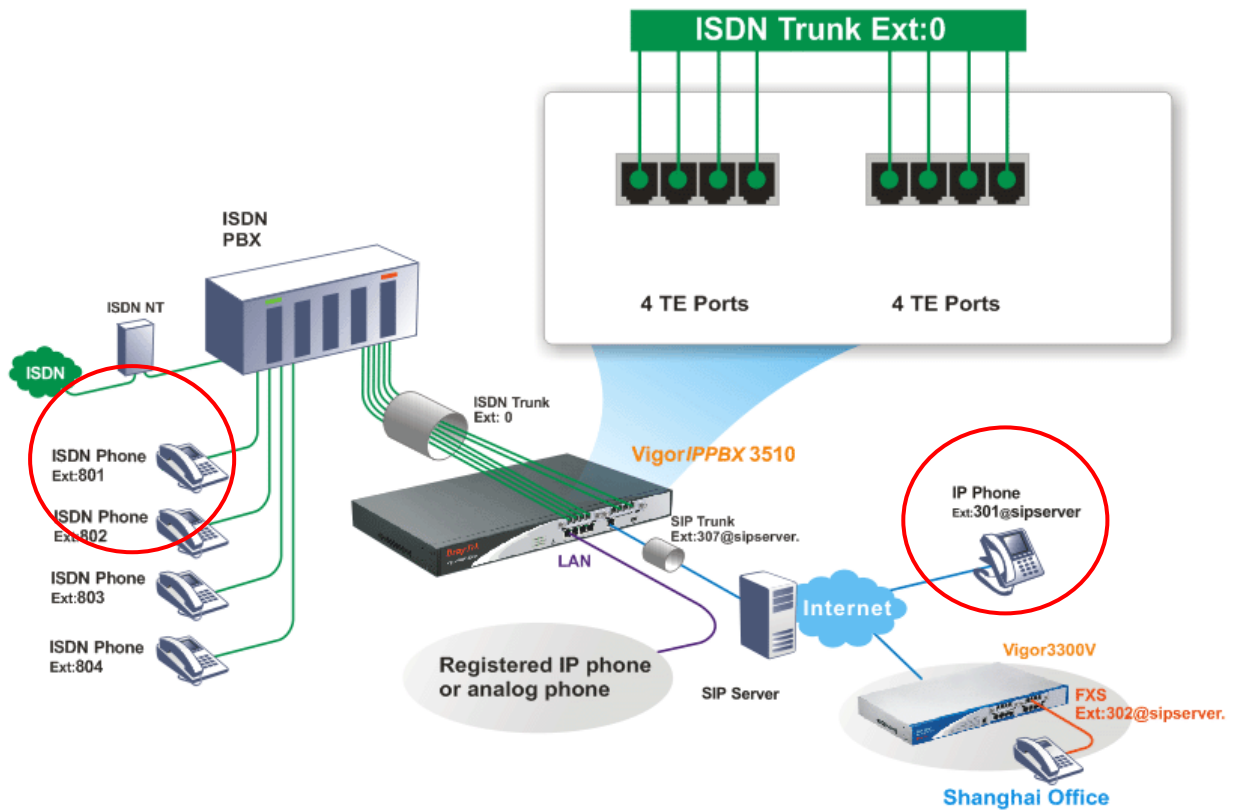 ISDN Trunk Ext:0
4 TE Ports
4 TE Ports
ISDN
PBX
ISDN NT
ISDN
ISDN Phone
Ext:801
ISDN Phone
Ext:802
ISDN Phone
Ext:803
ISDN Phone
Ext:804
ISDN Trunk
Ext: 0
VigorIPPBX 3510
SIP Trunk
Ext:307@sipserver.
LAN
IP Phone
Ext:301@sipserver
Internet
Registered IP phone
or analog phone
SIP Server
Vigor3300V
FXS
Ext:302@sipserver.
Shanghai Office